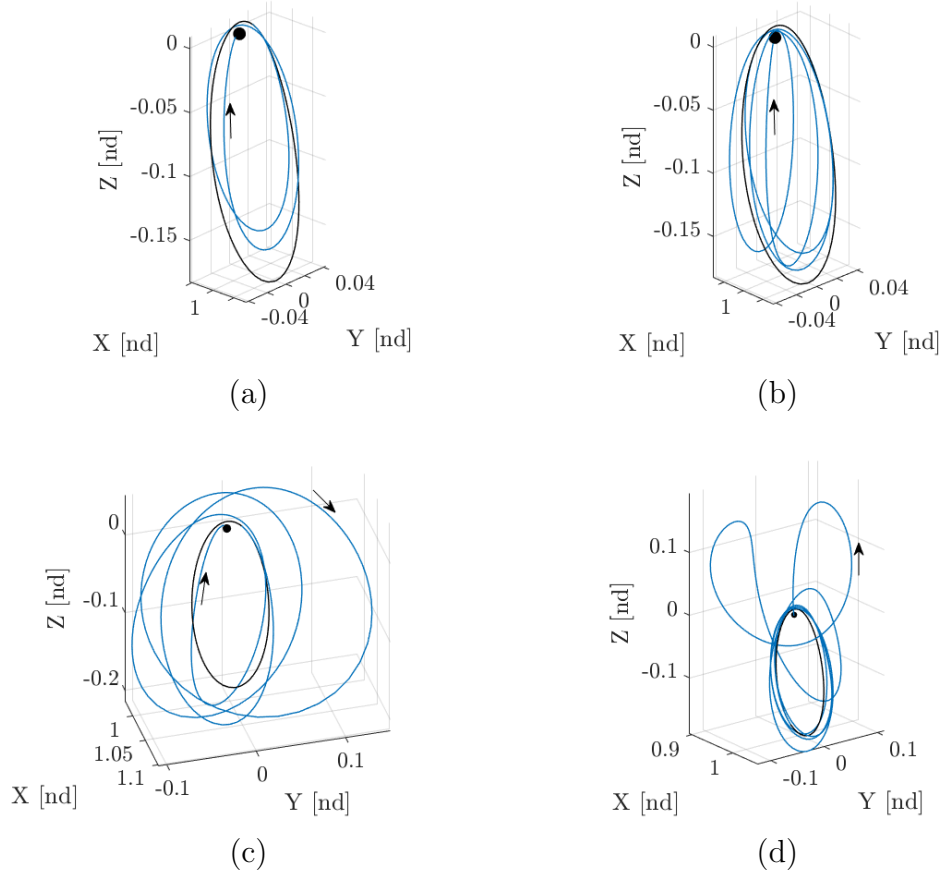 0
-0.05
-0.1
-0.15
Z [nd]
1
0.04
0
-0.04
X [nd]
Y [nd]
(a)
0
-0.05
-0.1
-0.15
Z [nd]
1
0.04
0
-0.04
X [nd]
Y [nd]
(b)
0
-0.1
-0.2
Z [nd]
1
1.05
1.1
-0.1
0
0.1
X [nd]
Y [nd]
(c)
0.1
0
-0.1
Z [nd]
0.9
1
-0.1
0
0.1
X [nd]
Y [nd]
(d)